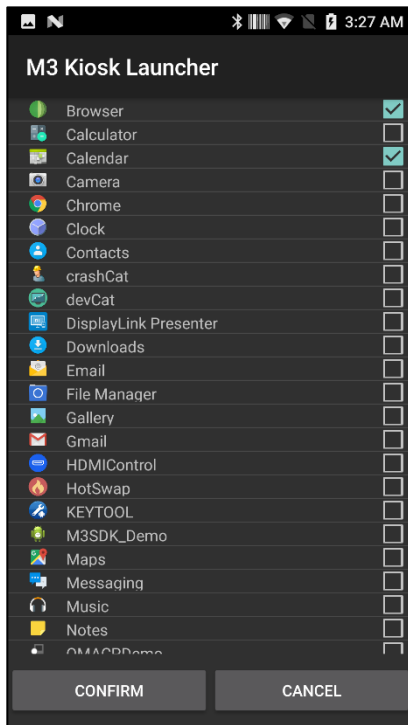 3:27 AM
M3 Kiosk Launcher
Browser
Calculator
Calendar
Camera
Chrome
Clock
Contacts
crashCat
devCat
DisplayLink Presenter
Downloads
Email
File Manager
Gallery
Gmail
HDMIControl
HotSwap
KEYTOOL
M3SDK_Demo
Maps
Messaging
Music
Notes
CONFIRM
CANCEL